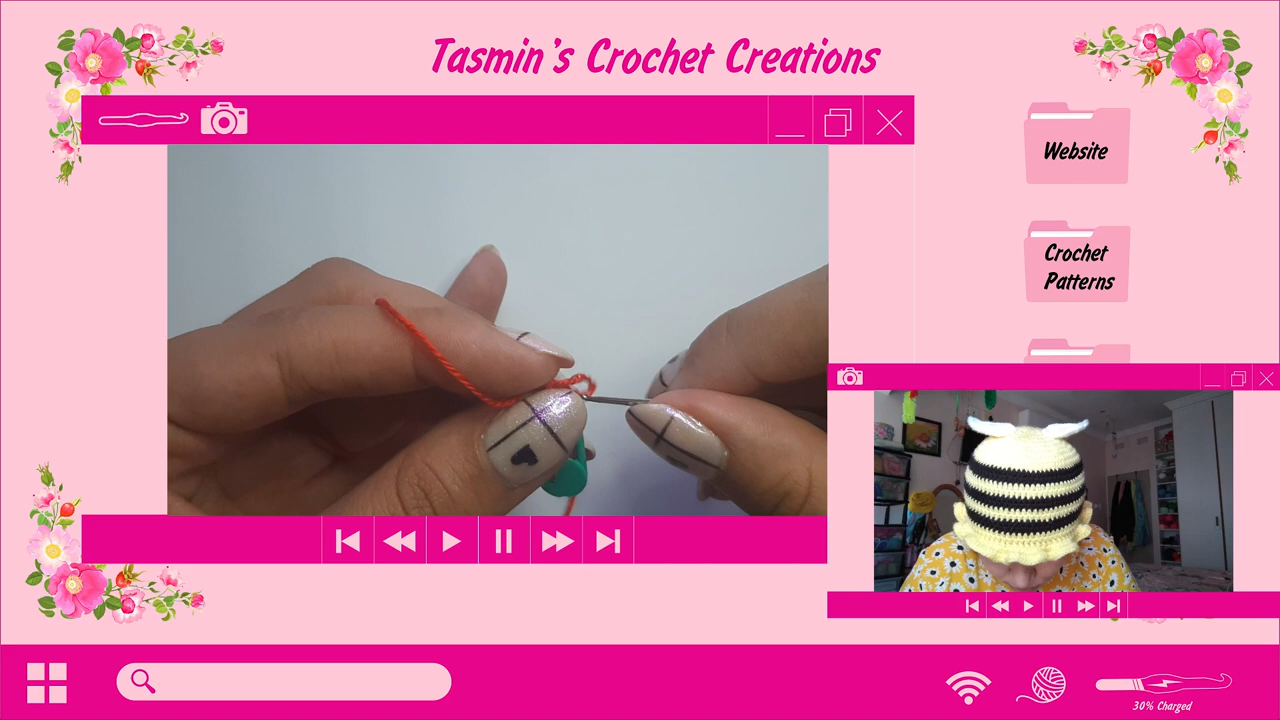 Tasmin's Crochet Creations
Website
Crochet
Patterns
30% Charged